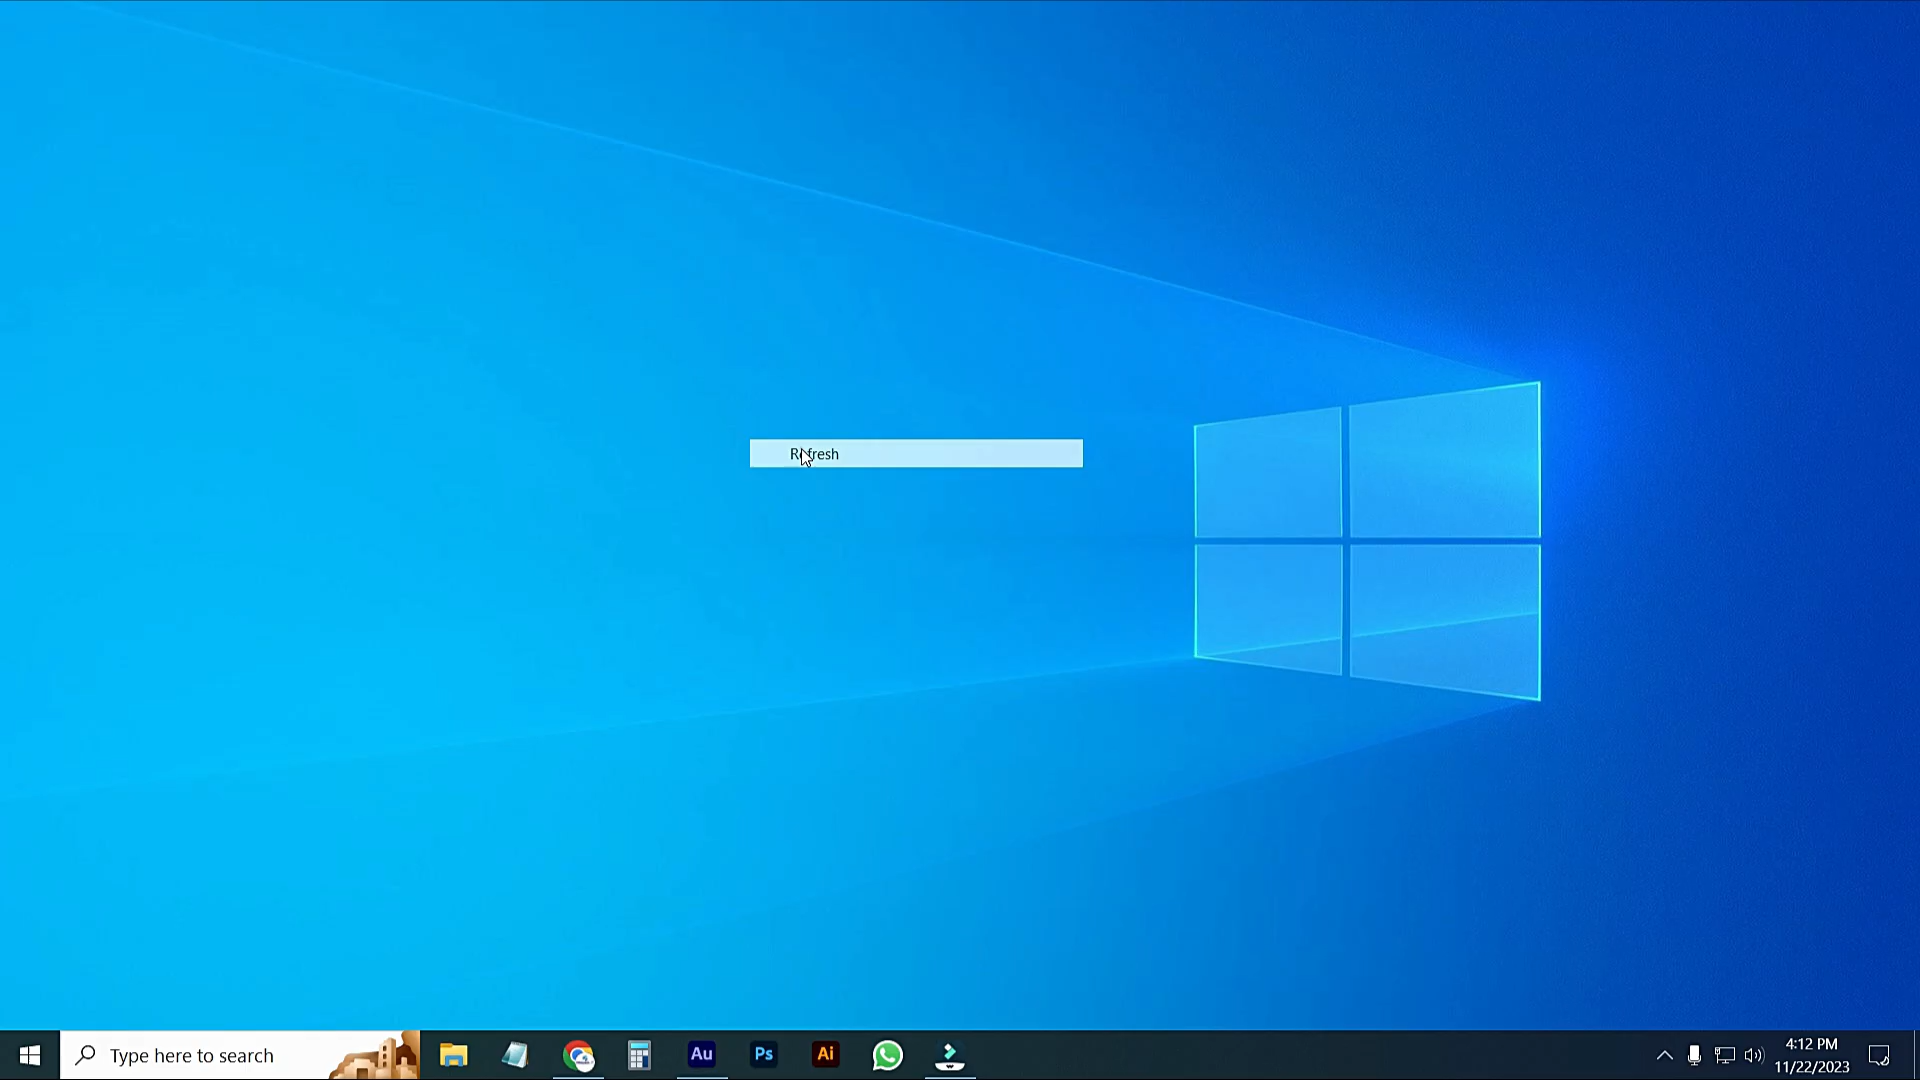 Refresh
Type here to search
Au
Ps
Ai
4:12 PM
11/22/2023